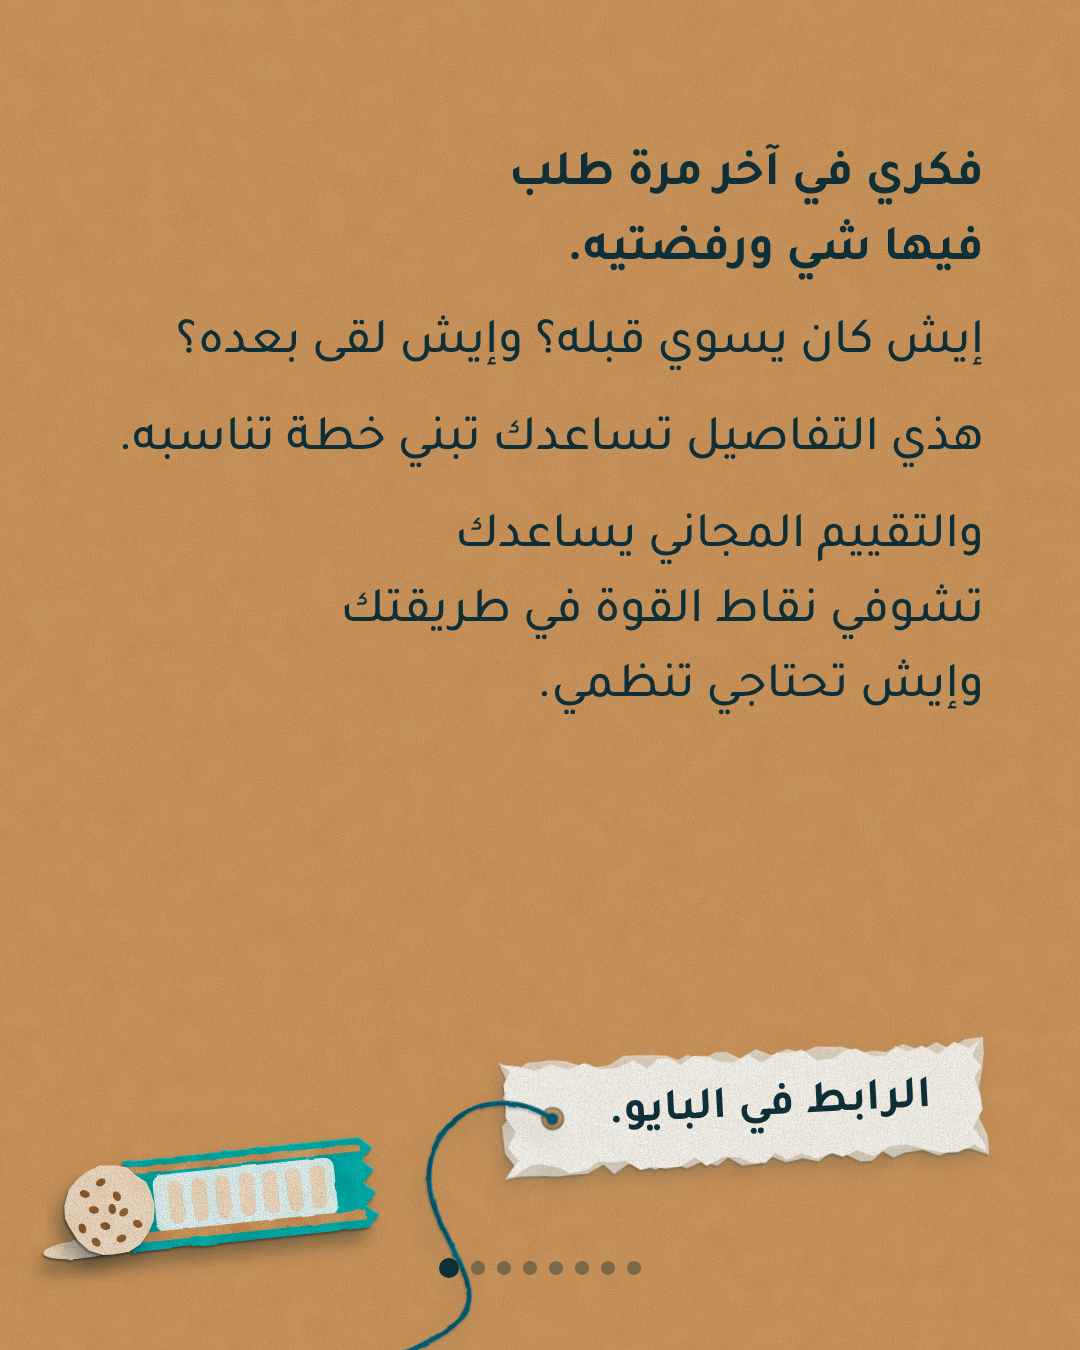 فكري في آخر مرة طلب
فيها شي ورفضتيه.
إيش كان يسوي قبله؟ وإيش لقى بعده؟
هذي التفاصيل تساعدك تبني خطة تناسبه.
والتقييم المجاني يساعدك
تشوفي نقاط القوة في طريقتك
وإيش تحتاجي تنظمي.
الرابط في البايو.